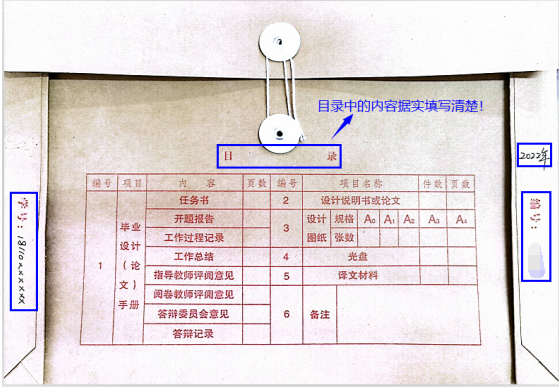 目录中的内容据实填写清楚！
目 录
2022年
学号：18110xxxxxx
编号：
编号 项目 内 容 页数 编号 项目名称 件数 页数
1 毕业设计（论文）手册
任务书
开题报告
工作过程记录
工作总结
指导教师评阅意见
阅卷教师评阅意见
答辩委员会意见
答辩记录
2 设计说明书或论文
3 设计图纸 规格 A0 A1 A2 A3 A4
张数
4 光盘
5 译文材料
6 备注